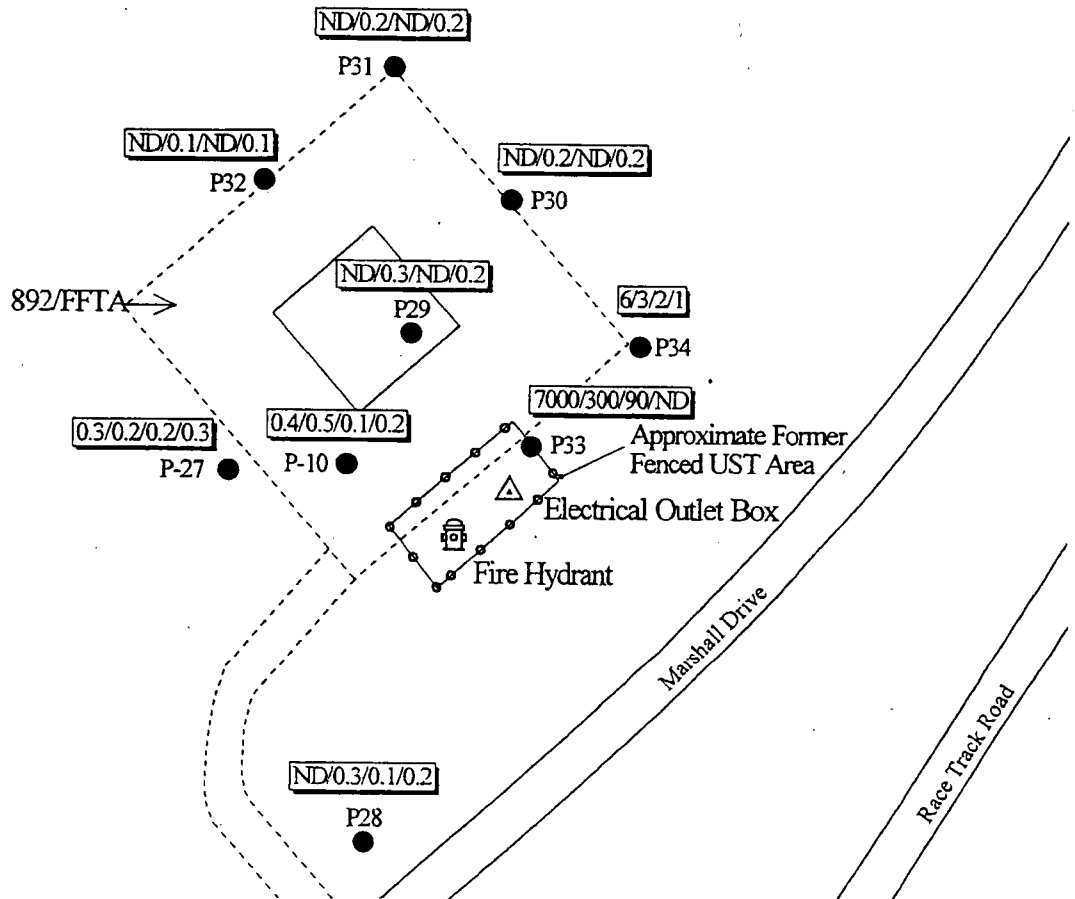 ND/0.2/ND/0.2
P31
ND/0.1/ND/0.1
P32
ND/0.2/ND/0.2
P30
892/FFTA
ND/0.3/ND/0.2
P29
6/3/2/1
P34
0.3/0.2/0.2/0.3
P-27
0.4/0.5/0.1/0.2
P-10
7000/300/90/ND
P33
Approximate Former
Fenced UST Area
Electrical Outlet Box
Fire Hydrant
Marshall Drive
Race Track Road
ND/0.3/0.1/0.2
P28